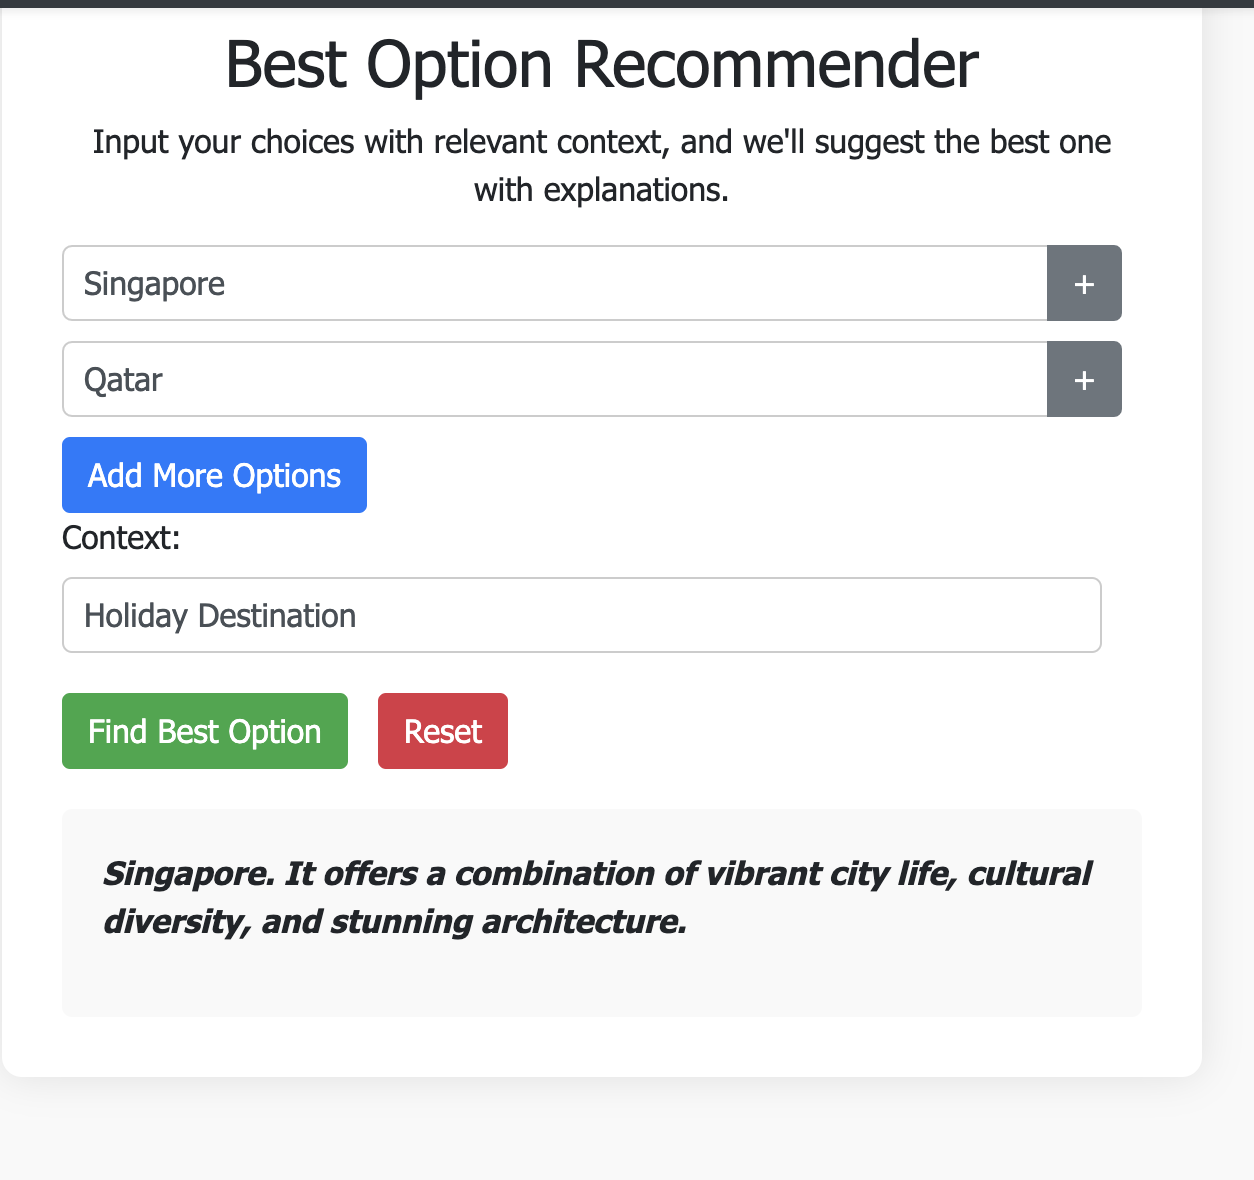 Best Option Recommender
Input your choices with relevant context, and we'll suggest the best one
with explanations.
Singapore +
Qatar +
Add More Options
Context:
Holiday Destination
Find Best Option Reset
Singapore. It offers a combination of vibrant city life, cultural
diversity, and stunning architecture.